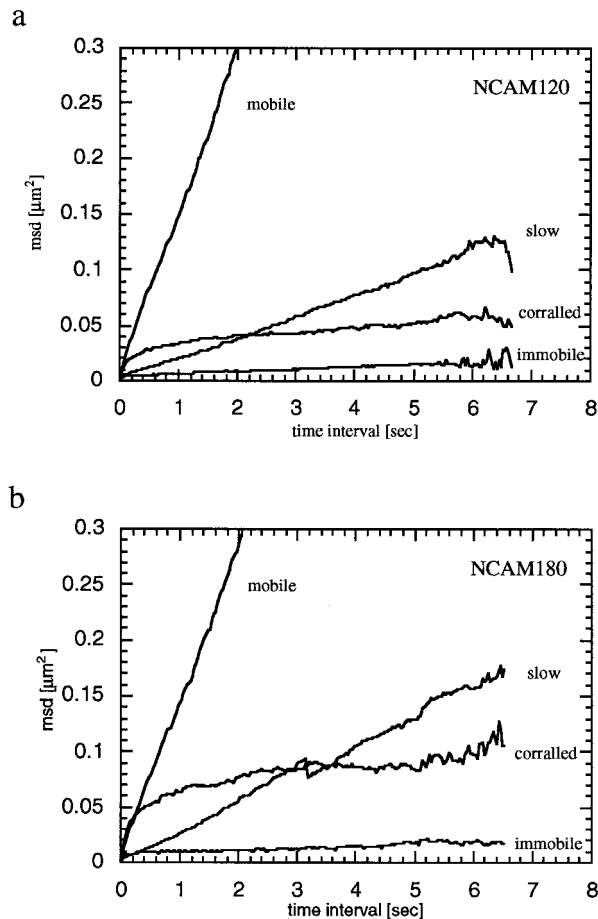 a
0.3
NCAM120
mobile
0.25
0.2
msd [µm²]
0.15
slow
0.1
corralled
0.05
immobile
0
0 1 2 3 4 5 6 7 8
time interval [sec]
b
0.3
NCAM180
mobile
0.25
0.2
msd [µm²]
slow
0.15
0.1
corralled
0.05
immobile
0
0 1 2 3 4 5 6 7 8
time interval [sec]